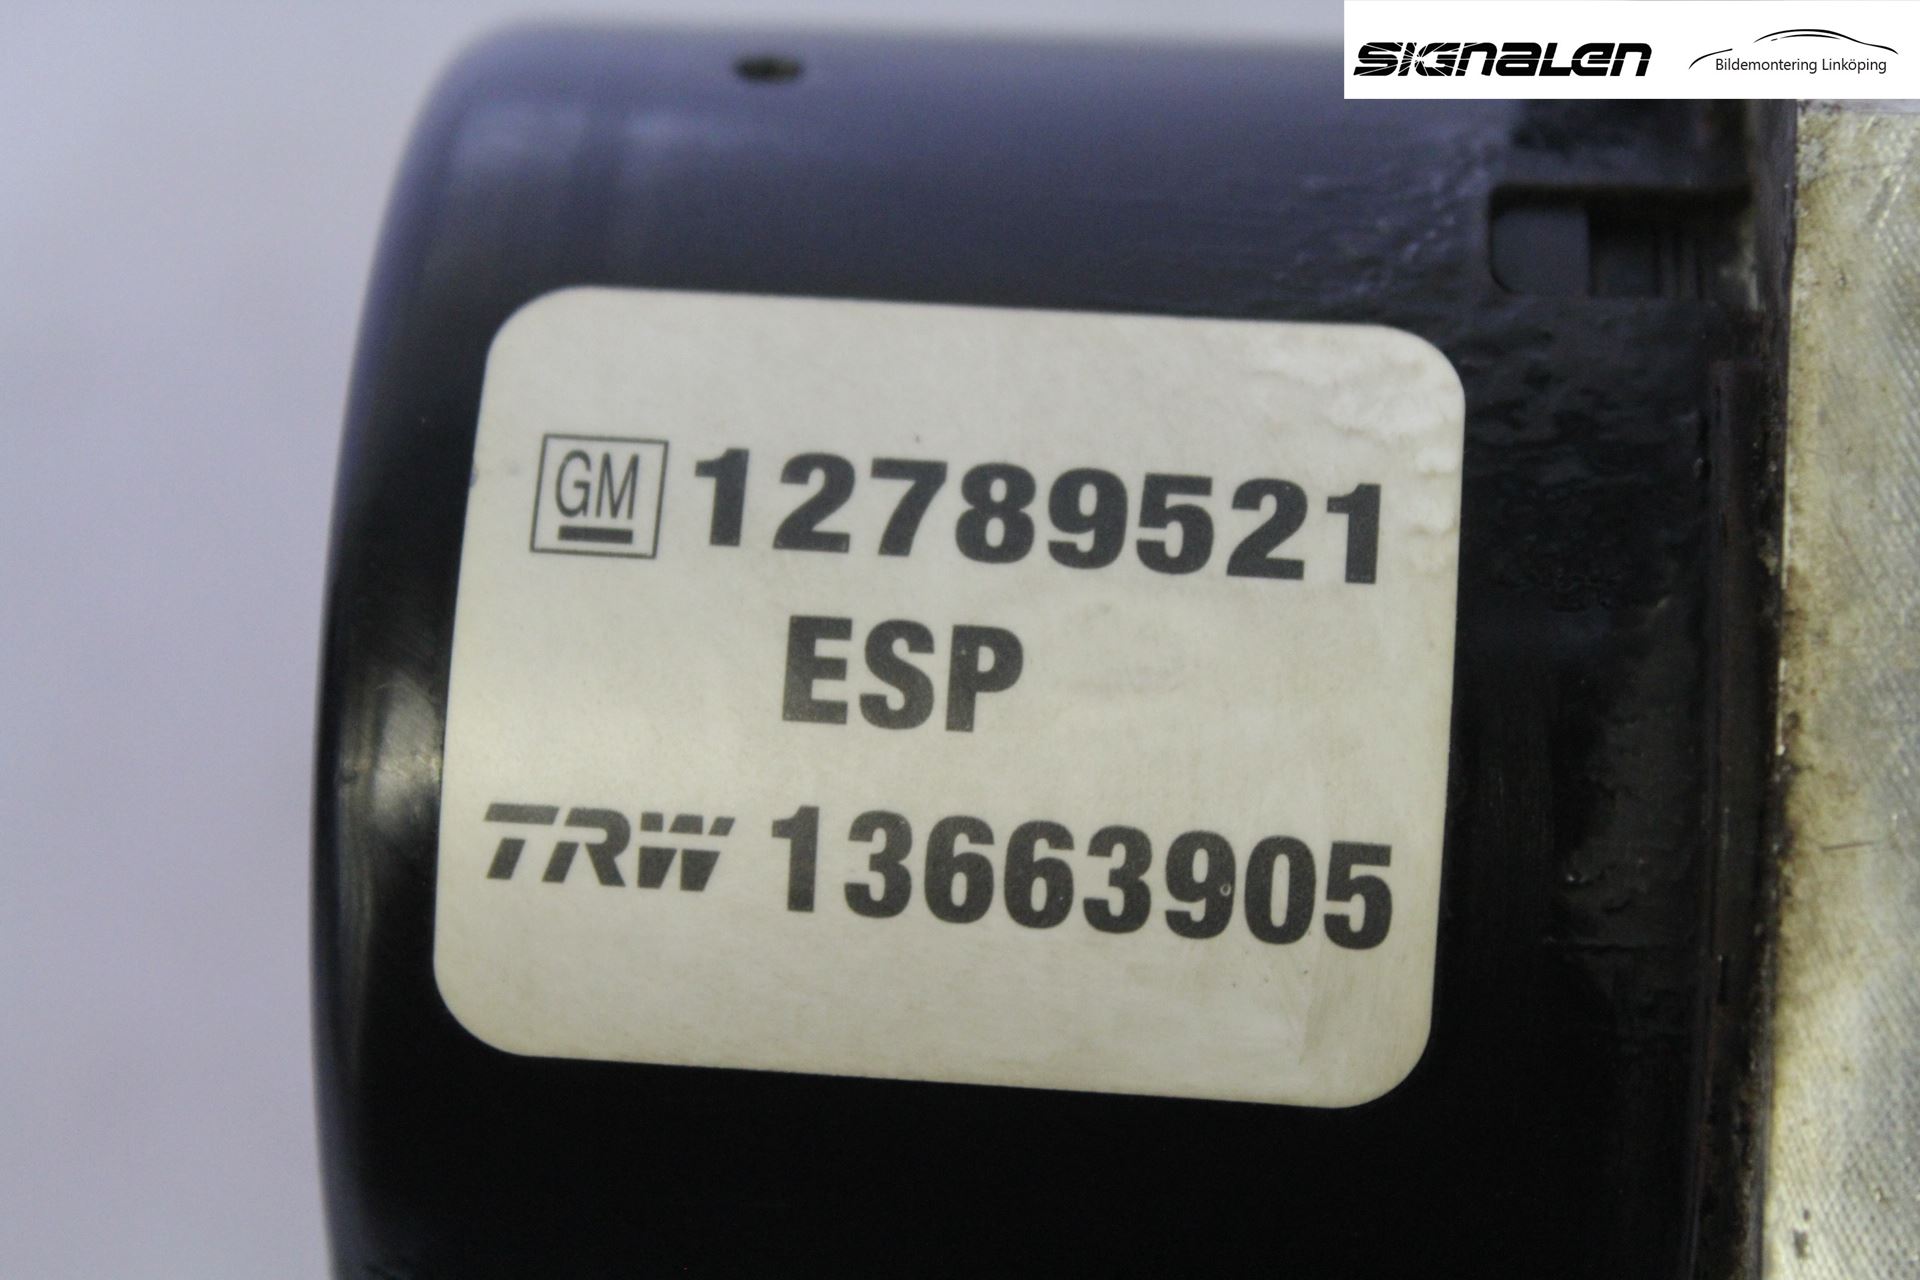 SIGNALEN
Bildemontering Linköping
GM 12789521
ESP
TRW 13663905